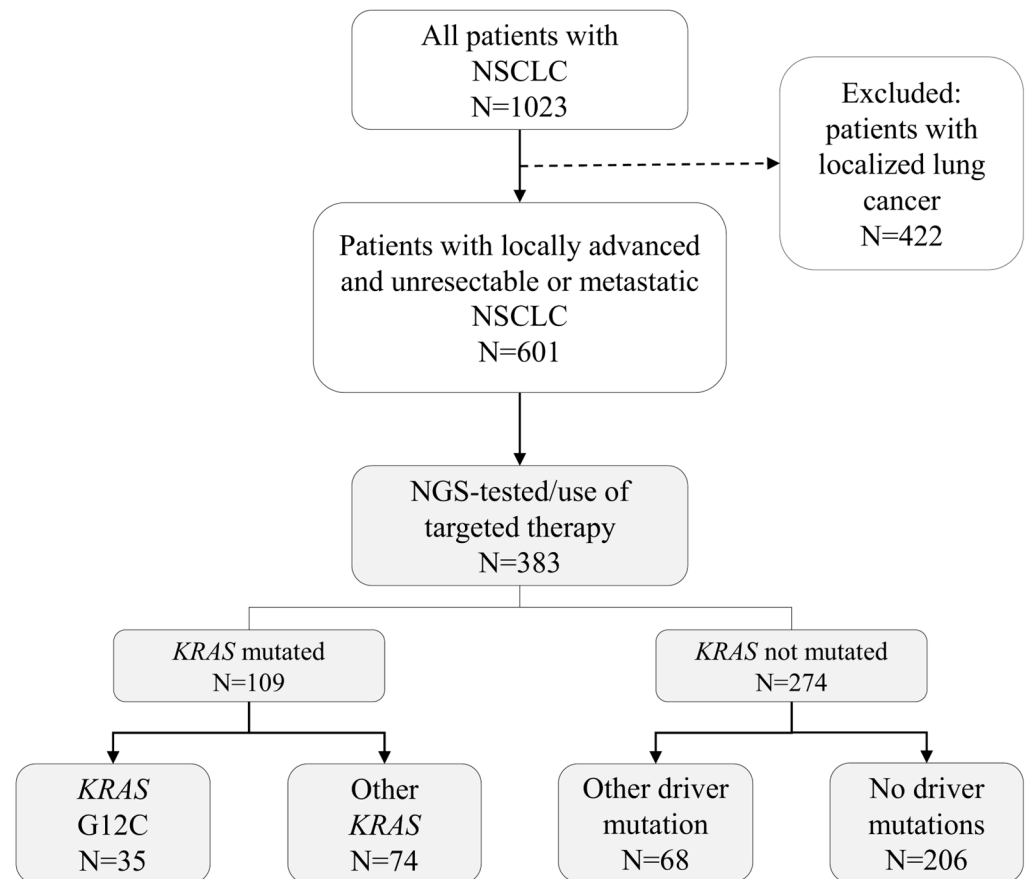 All patients with
NSCLC
N=1023
Excluded:
patients with
localized lung
cancer
N=422
Patients with locally advanced
and unresectable or metastatic
NSCLC
N=601
NGS-tested/use of
targeted therapy
N=383
KRAS mutated
N=109
KRAS not mutated
N=274
KRAS
G12C
N=35
Other
KRAS
N=74
Other driver
mutation
N=68
No driver
mutations
N=206